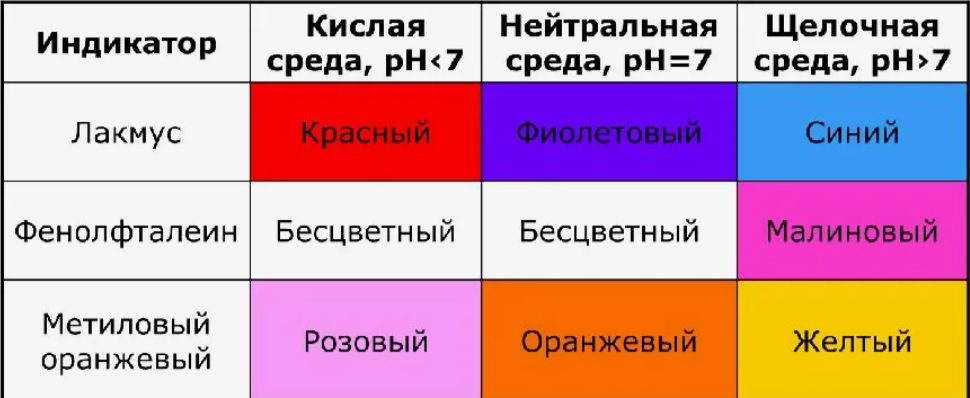 Индикатор
Кислая
среда, pH‹7
Нейтральная
среда, pH=7
Щелочная
среда, pH›7
Лакмус
Красный
Фиолетовый
Синий
Фенолфталеин
Бесцветный
Бесцветный
Малиновый
Метиловый
оранжевый
Розовый
Оранжевый
Желтый